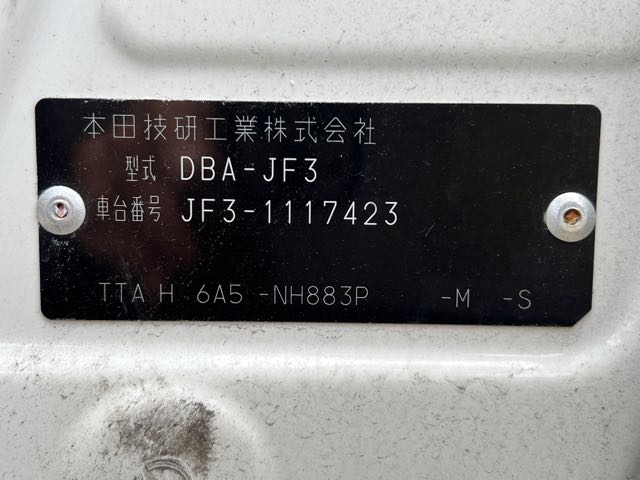 本田技研工業株式会社
型式 DBA-JF3
車台番号 JF3-1117423
TTA H 6A5 -NH883P -M -S